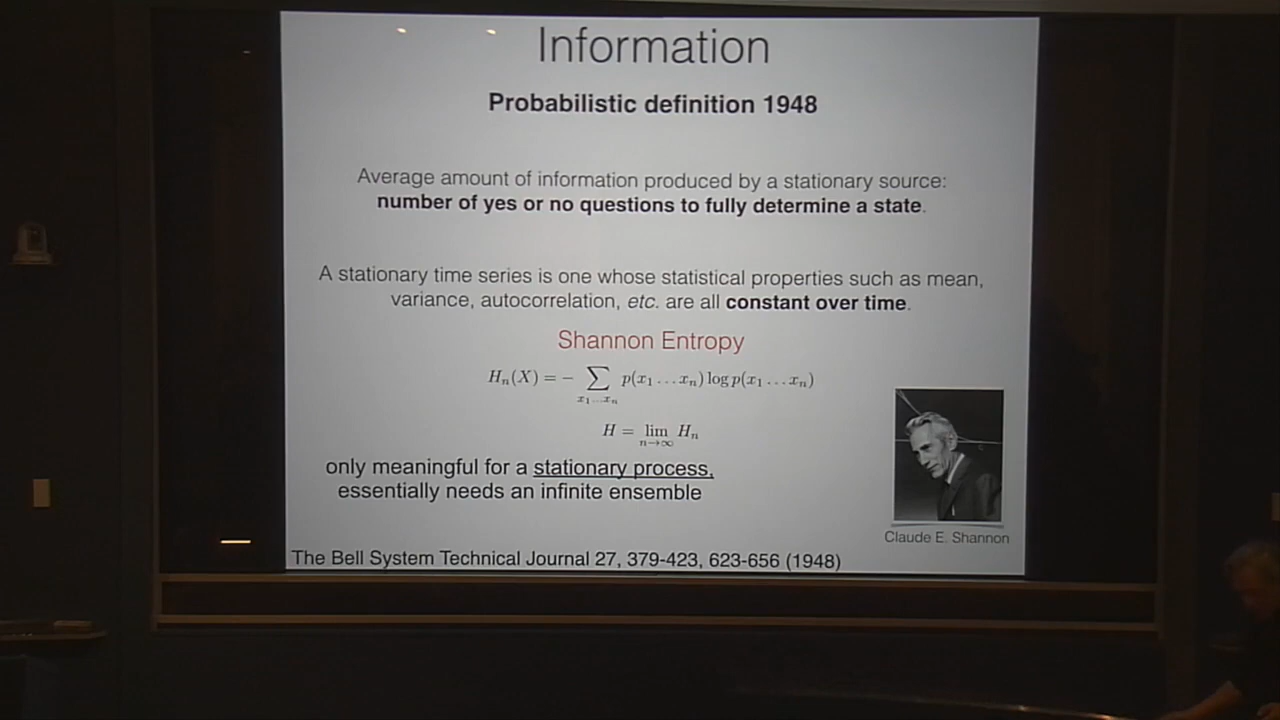 Information
Probabilistic definition 1948
Average amount of information produced by a stationary source:
number of yes or no questions to fully determine a state.
A stationary time series is one whose statistical properties such as mean,
variance, autocorrelation, etc. are all constant over time.
Shannon Entropy
Hₙ(X) = − ∑ p(x₁ … xₙ) log p(x₁ … xₙ)
x₁…xₙ
H = lim Hₙ
n→∞
only meaningful for a stationary process,
essentially needs an infinite ensemble
Claude E. Shannon
The Bell System Technical Journal 27, 379-423, 623-656 (1948)